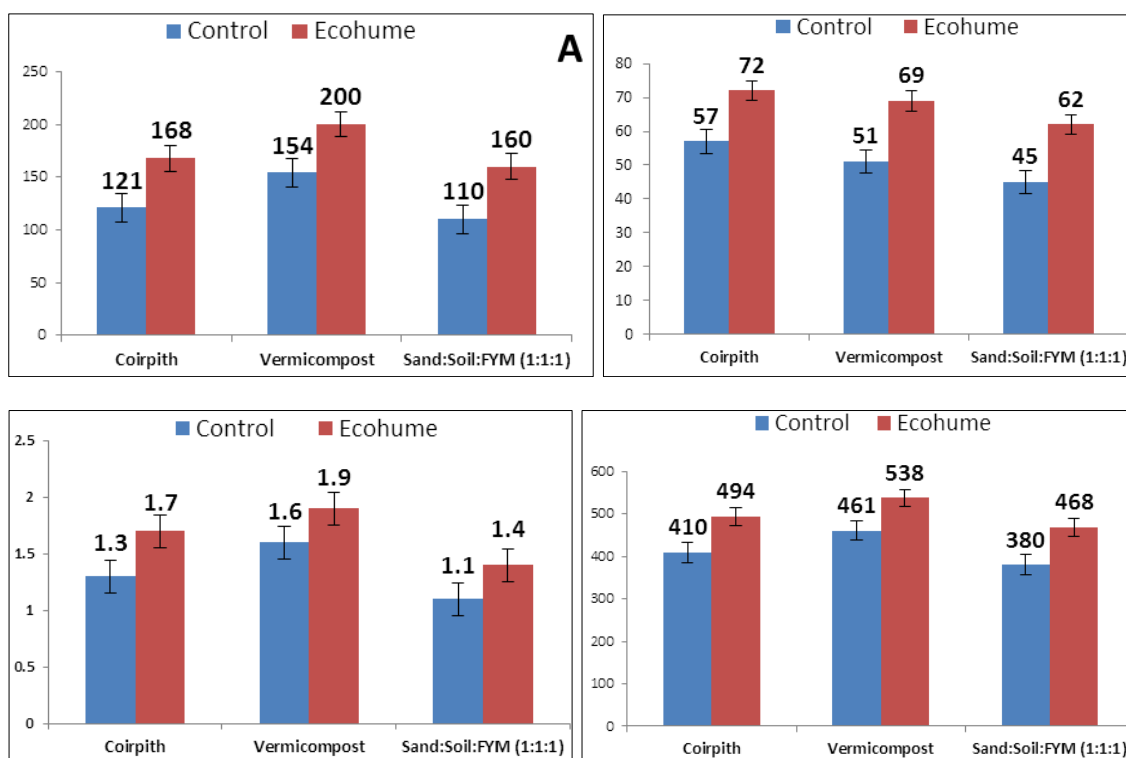 Control Ecohume
A
250
200
150
100
50
0
121 168 154 200 110 160
Coirpith Vermicompost Sand:Soil:FYM (1:1:1)
Control Ecohume
80
70
60
50
40
30
20
10
0
57 72 51 69 45 62
Coirpith Vermicompost Sand:Soil:FYM (1:1:1)
Control Ecohume
2.5
2
1.5
1
0.5
0
1.3 1.7 1.6 1.9 1.1 1.4
Coirpith Vermicompost Sand:Soil:FYM (1:1:1)
Control Ecohume
600
500
400
300
200
100
0
410 494 461 538 380 468
Coirpith Vermicompost Sand:Soil:FYM (1:1:1)